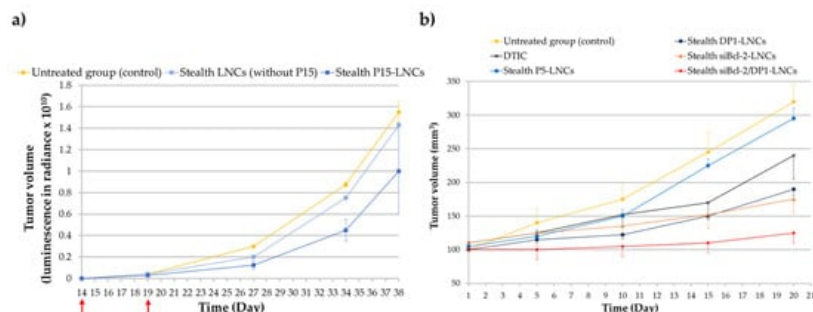 a)
Untreated group (control) Stealth LNCs (without P15) Stealth P15-LNCs
1.8
1.6
1.4
1.2
1
0.8
0.6
0.4
0.2
0
Tumor volume
(luminescence in radiance x 10¹⁰)
14 15 16 17 18 19 20 21 22 23 24 25 26 27 28 29 30 31 32 33 34 35 36 37 38
Time (Day)
b)
Untreated group (control) Stealth DP1-LNCs
DTIC Stealth siBcl-2-LNCs
Stealth P5-LNCs Stealth siBcl-2/DP1-LNCs
350
300
250
200
150
100
50
Tumor volume (mm³)
1 2 3 4 5 6 7 8 9 10 11 12 13 14 15 16 17 18 19 20 21
Time (Day)